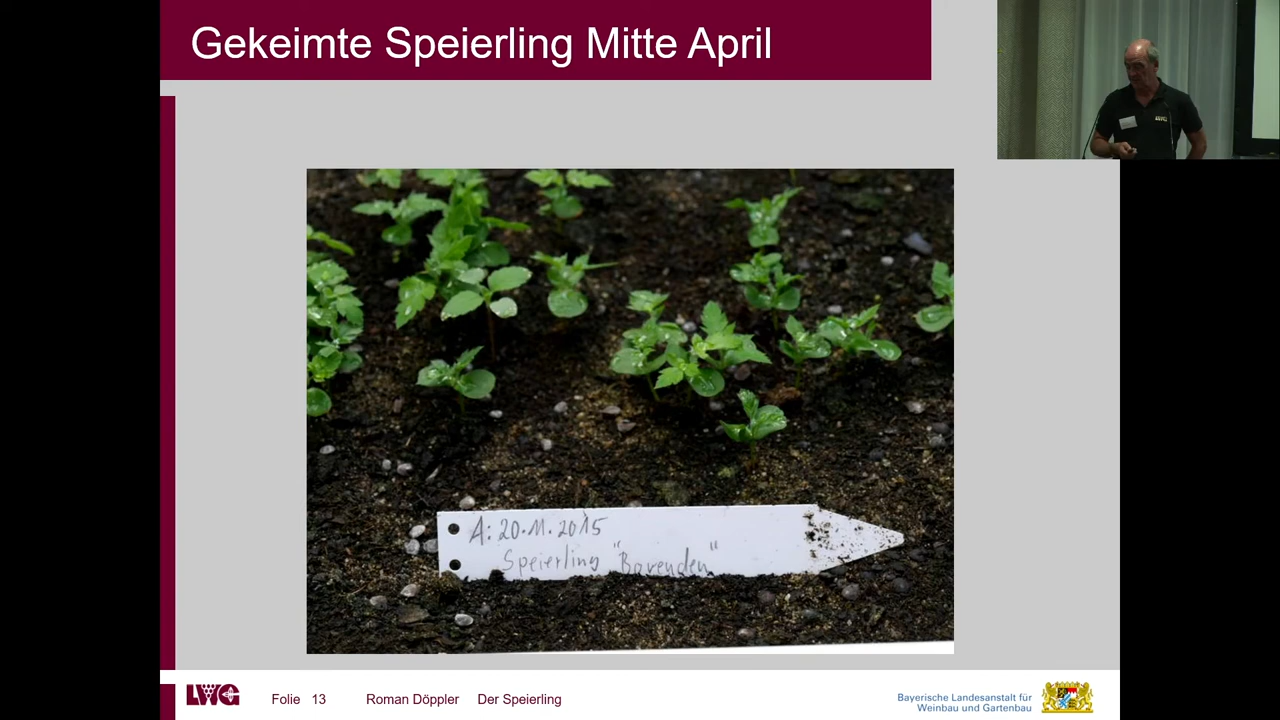 Gekeimte Speierling Mitte April
A: 20.11.2015
Speierling "Bovenden"
LWG
Folie 13 Roman Döppler Der Speierling
Bayerische Landesanstalt für
Weinbau und Gartenbau